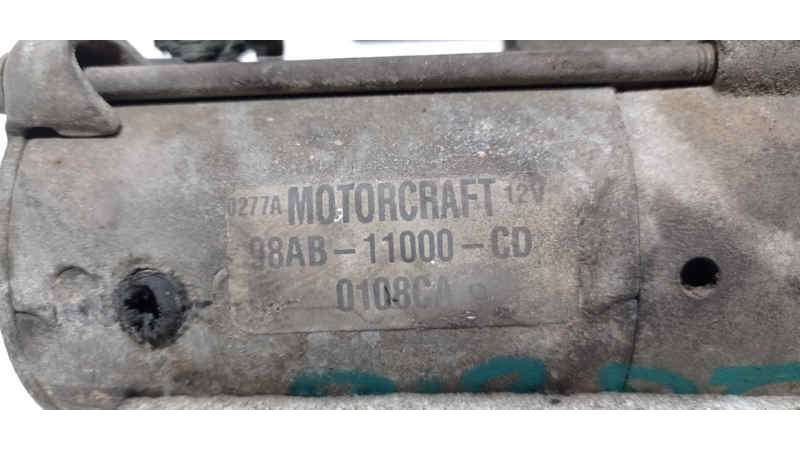 0277A MOTORCRAFT 12V
98AB-11000-CD
0108CA